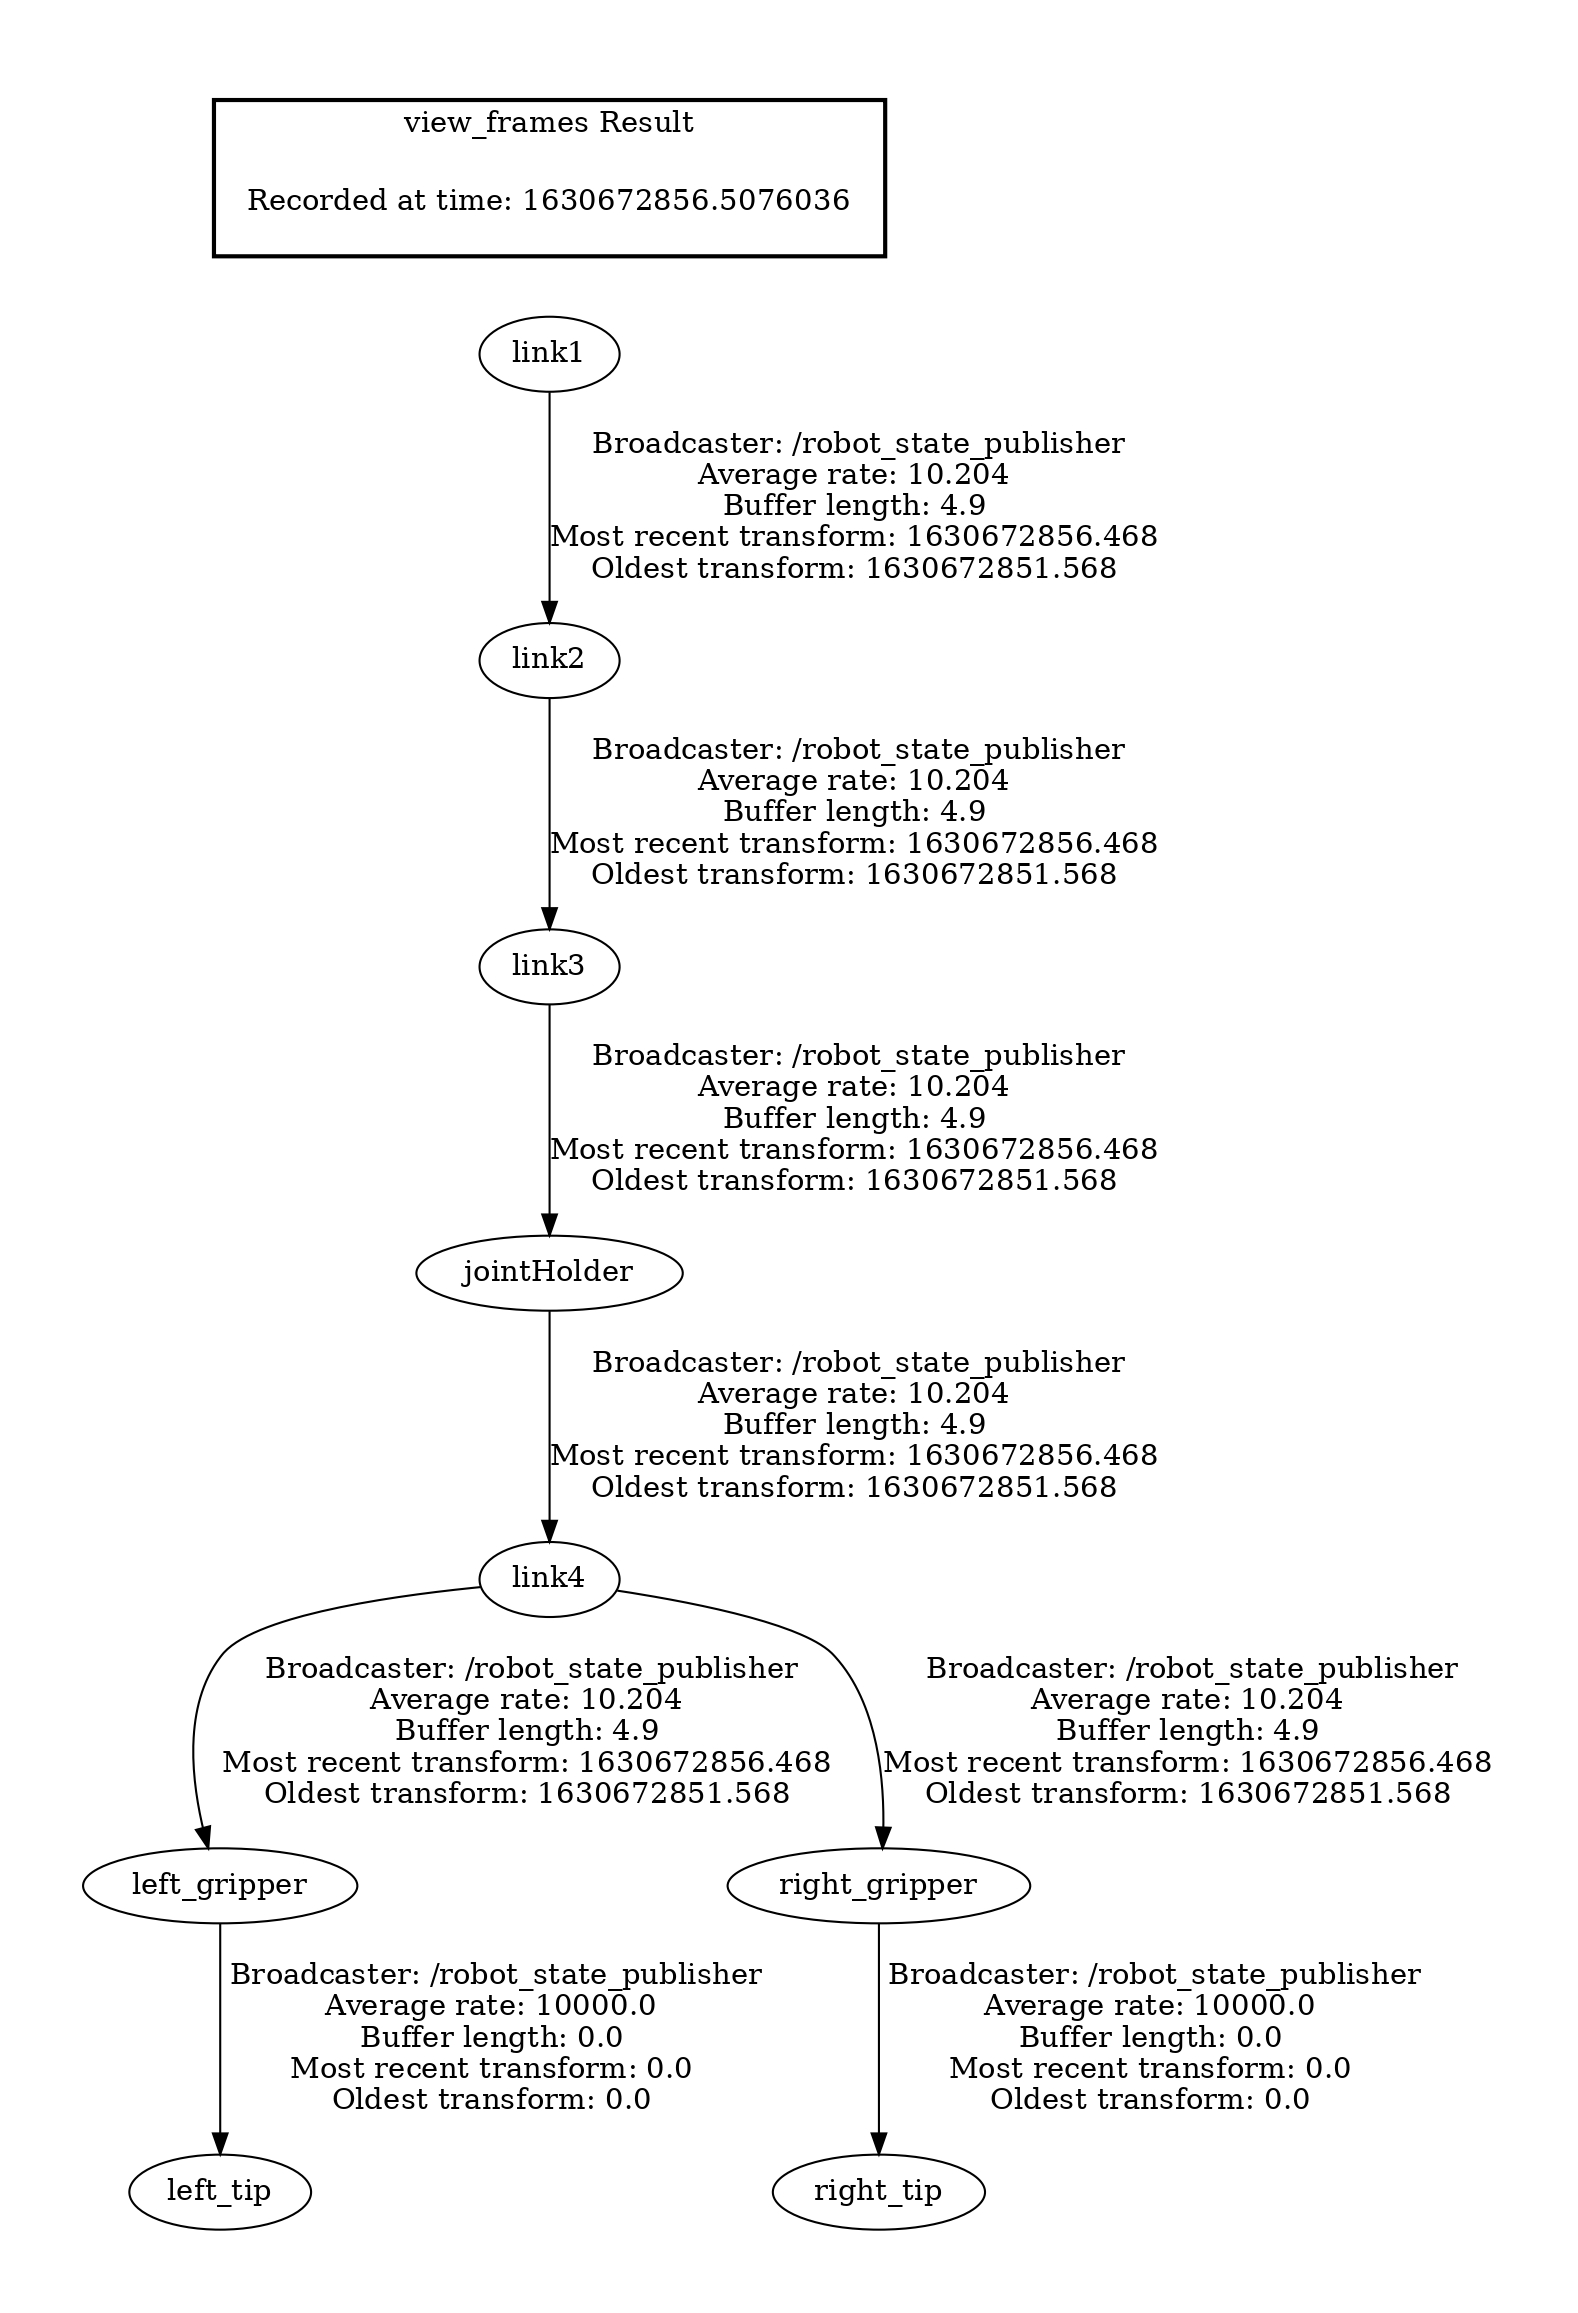 view_frames Result
Recorded at time: 1630672856.5076036
link1
Broadcaster: /robot_state_publisher
Average rate: 10.204
Buffer length: 4.9
Most recent transform: 1630672856.468
Oldest transform: 1630672851.568
link2
Broadcaster: /robot_state_publisher
Average rate: 10.204
Buffer length: 4.9
Most recent transform: 1630672856.468
Oldest transform: 1630672851.568
link3
Broadcaster: /robot_state_publisher
Average rate: 10.204
Buffer length: 4.9
Most recent transform: 1630672856.468
Oldest transform: 1630672851.568
jointHolder
Broadcaster: /robot_state_publisher
Average rate: 10.204
Buffer length: 4.9
Most recent transform: 1630672856.468
Oldest transform: 1630672851.568
link4
Broadcaster: /robot_state_publisher
Average rate: 10.204
Buffer length: 4.9
Most recent transform: 1630672856.468
Oldest transform: 1630672851.568
Broadcaster: /robot_state_publisher
Average rate: 10.204
Buffer length: 4.9
Most recent transform: 1630672856.468
Oldest transform: 1630672851.568
left_gripper
right_gripper
Broadcaster: /robot_state_publisher
Average rate: 10000.0
Buffer length: 0.0
Most recent transform: 0.0
Oldest transform: 0.0
Broadcaster: /robot_state_publisher
Average rate: 10000.0
Buffer length: 0.0
Most recent transform: 0.0
Oldest transform: 0.0
left_tip
right_tip